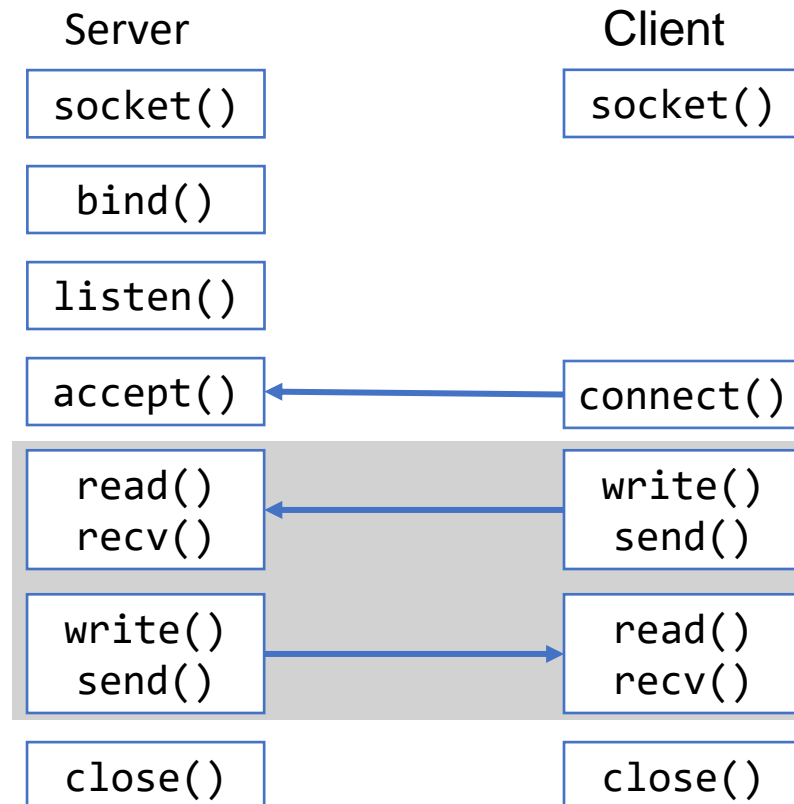 Server
Client
socket()
socket()
bind()
listen()
accept()
connect()
read()
recv()
write()
send()
write()
send()
read()
recv()
close()
close()